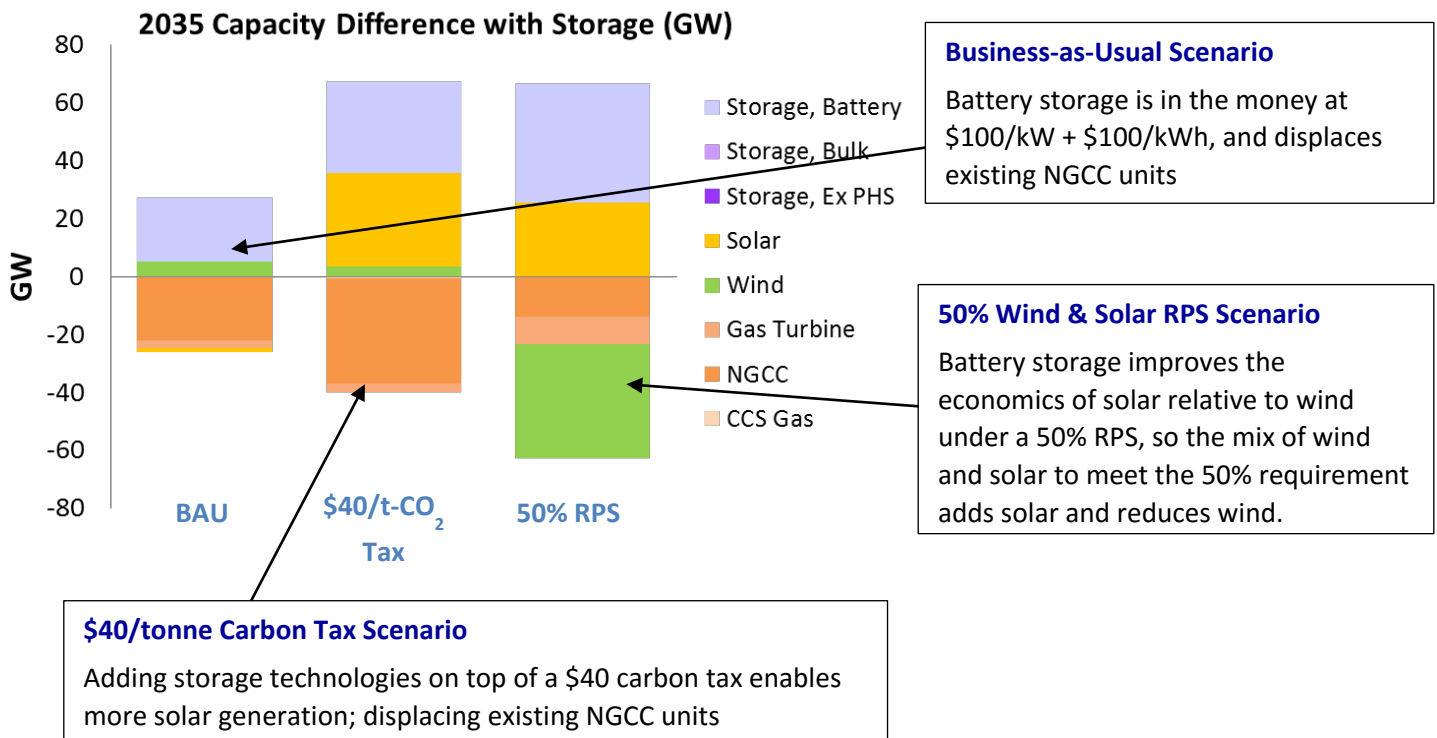 2035 Capacity Difference with Storage (GW)
80
60
40
20
0
-20
-40
-60
-80
GW
BAU
$40/t-CO2
Tax
50% RPS
Storage, Battery
Storage, Bulk
Storage, Ex PHS
Solar
Wind
Gas Turbine
NGCC
CCS Gas
Business-as-Usual Scenario
Battery storage is in the money at
$100/kW + $100/kWh, and displaces
existing NGCC units
50% Wind & Solar RPS Scenario
Battery storage improves the
economics of solar relative to wind
under a 50% RPS, so the mix of wind
and solar to meet the 50% requirement
adds solar and reduces wind.
$40/tonne Carbon Tax Scenario
Adding storage technologies on top of a $40 carbon tax enables
more solar generation; displacing existing NGCC units